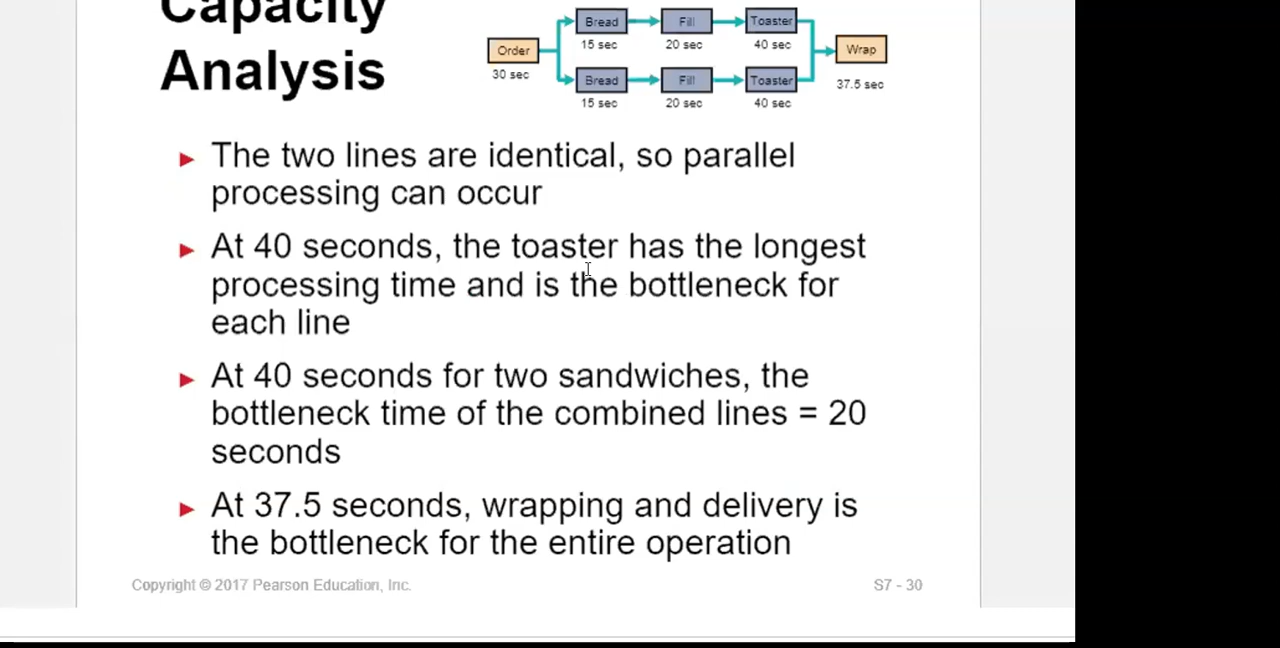 Capacity
Analysis
Bread Fill Toaster
15 sec 20 sec 40 sec
Order Wrap
30 sec 37.5 sec
Bread Fill Toaster
15 sec 20 sec 40 sec
The two lines are identical, so parallel
processing can occur
At 40 seconds, the toaster has the longest
processing time and is the bottleneck for
each line
At 40 seconds for two sandwiches, the
bottleneck time of the combined lines = 20
seconds
At 37.5 seconds, wrapping and delivery is
the bottleneck for the entire operation
Copyright © 2017 Pearson Education, Inc. S7 - 30